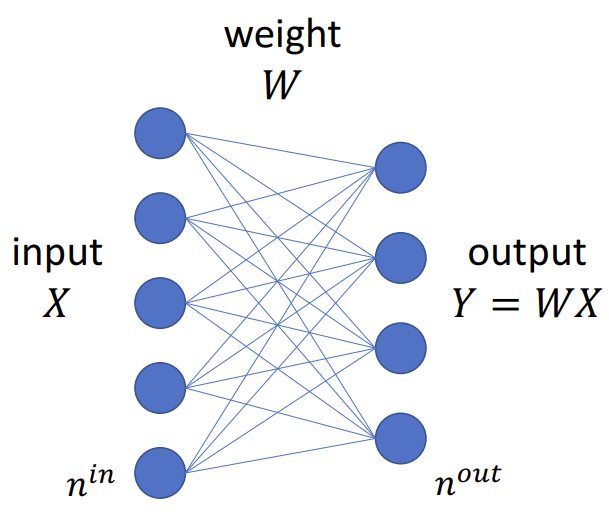 weight
W
input
X
output
Y = WX
n^{in}
n^{out}